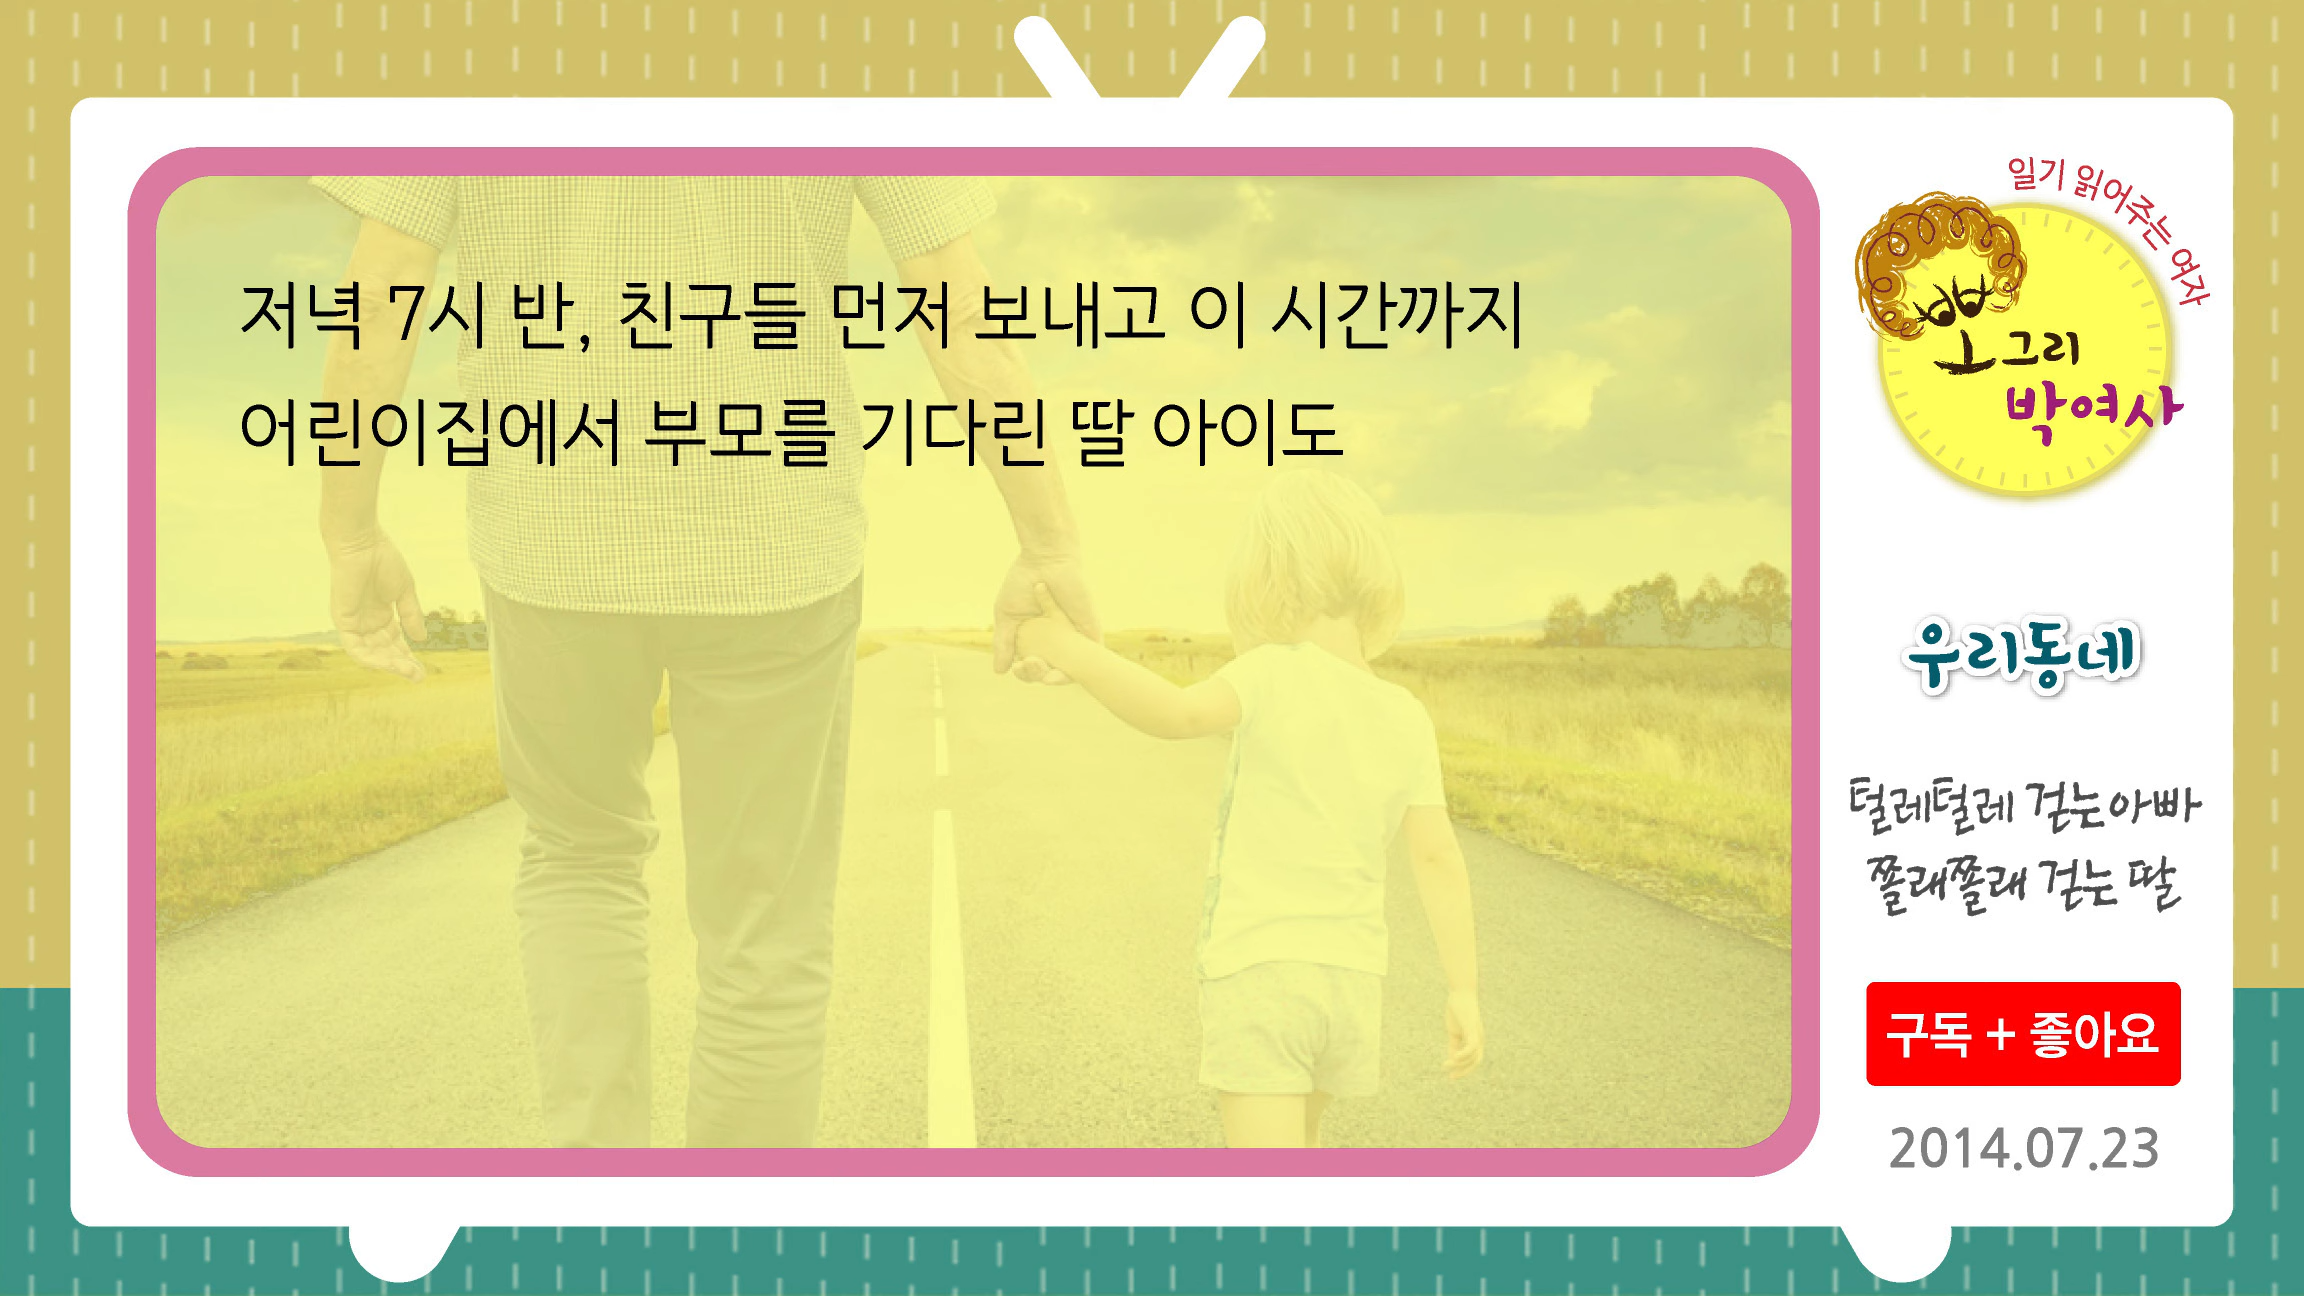 저녁 7시 반, 친구들 먼저 보내고 이 시간까지
어린이집에서 부모를 기다린 딸 아이도
일기 읽어주는 여자
뽀그리
박여사
우리동네
털레털레 걷는아빠
쫄래쫄래 걷는 딸
구독 + 좋아요
2014.07.23